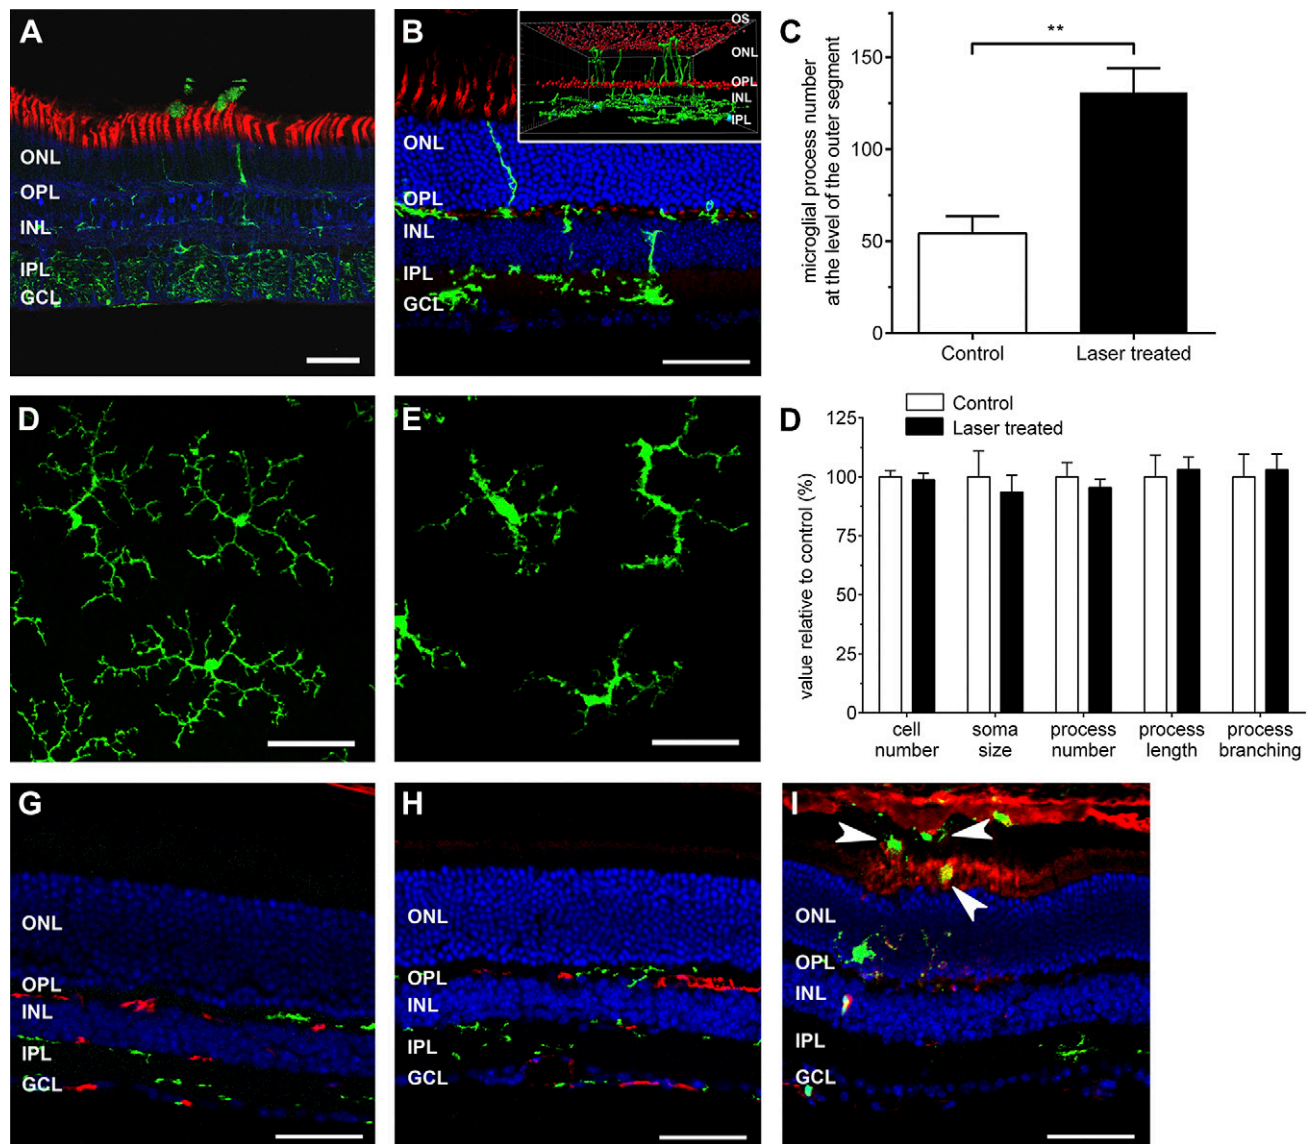 A
ONL
OPL
INL
IPL
GCL
B
ONL
OPL
INL
IPL
GCL
OS
ONL
OPL
INL
IPL
C
microglial process number
at the level of the outer segment
150
100
50
0
**
Control
Laser treated
D
E
D
Control
Laser treated
value relative to control (%)
125
100
75
50
25
0
cell
number
soma
size
process
number
process
length
process
branching
G
ONL
OPL
INL
IPL
GCL
H
ONL
OPL
INL
IPL
GCL
I
ONL
OPL
INL
IPL
GCL